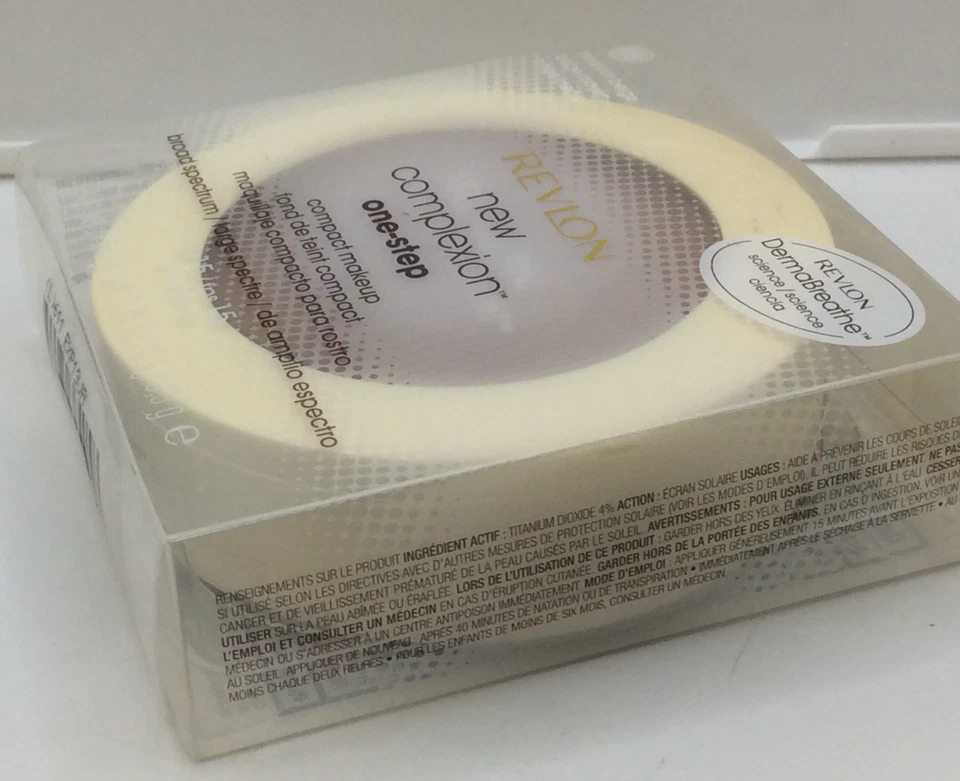 REVLON
new
complexion™
one-step
compact makeup
fond de teint compact
maquillaje compacto para rostro
broad spectrum / large spectre / de amplio espectro
REVLON
DermaBreathe™
science/science
ciencia
RENSEIGNEMENTS SUR LE PRODUIT INGRÉDIENT ACTIF : TITANIUM DIOXIDE 4% ACTION : ÉCRAN SOLAIRE USAGES : AIDE À PRÉVENIR LES COUPS DE SOLEIL
SI UTILISÉ SELON LES DIRECTIVES AVEC D'AUTRES MESURES DE PROTECTION SOLAIRE (VOIR LES MODES D'EMPLOI), IL PEUT RÉDUIRE LES RISQUES DE
CANCER ET DE VIEILLISSEMENT PRÉMATURÉ DE LA PEAU CAUSÉS PAR LE SOLEIL. AVERTISSEMENTS : POUR USAGE EXTERNE SEULEMENT NE PAS
UTILISER SUR LA PEAU ABÎMÉE OU ÉRAFLÉE. LORS DE L'UTILISATION DE CE PRODUIT : GARDER HORS DES YEUX. ÉLIMINER EN RINÇANT À L'EAU CESSER
L'EMPLOI ET CONSULTER UN MÉDECIN EN CAS D'ÉRUPTION CUTANÉE. GARDER HORS DE LA PORTÉE DES ENFANTS. EN CAS D'INGESTION, VOIR UN
MÉDECIN OU S'ADRESSER À UN CENTRE ANTIPOISON IMMÉDIATEMENT. MODE D'EMPLOI : APPLIQUER GÉNÉREUSEMENT 15 MINUTES AVANT L'EXPOSITION
AU SOLEIL. APPLIQUER DE NOUVEAU : APRÈS 40 MINUTES DE NATATION OU DE TRANSPIRATION • IMMÉDIATEMENT APRÈS LE SÉCHAGE À LA SERVIETTE • AU
MOINS CHAQUE DEUX HEURES • POUR LES ENFANTS DE MOINS DE SIX MOIS, CONSULTER UN MÉDECIN